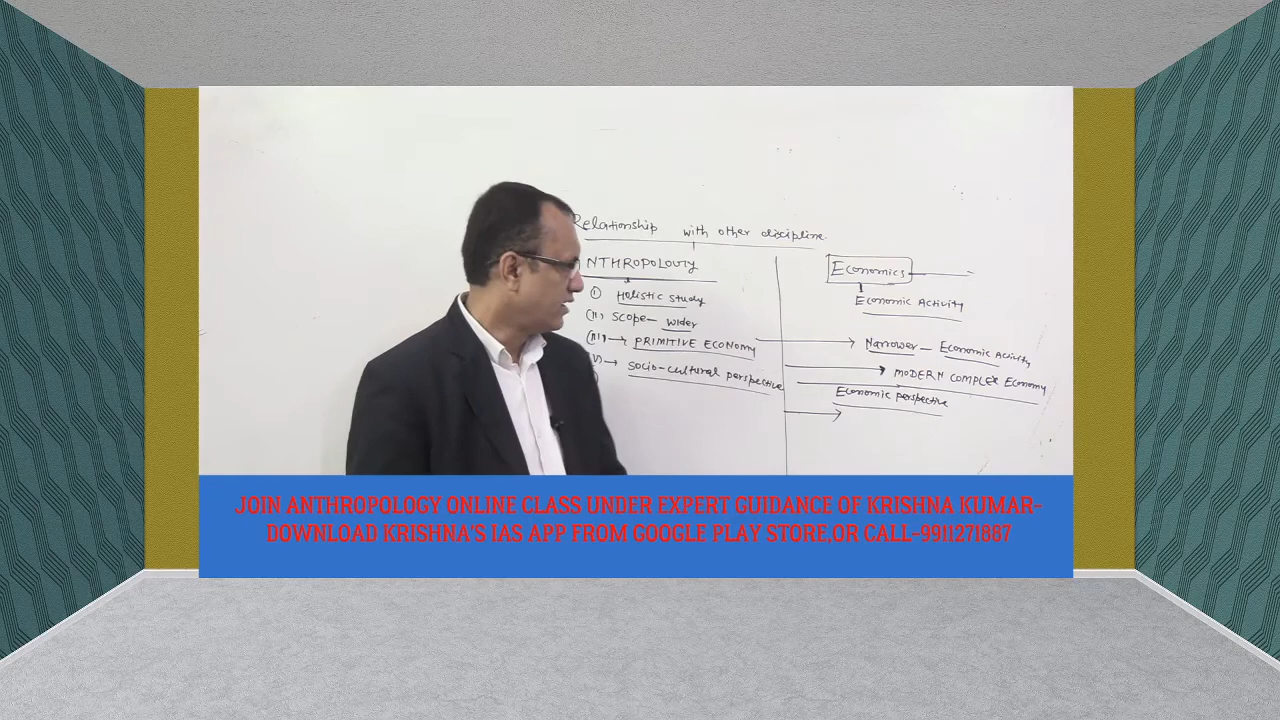 Relationship with other discipline
NTHROPOLOGY
(I) Holistic study
(II) SCOPE- wider
(III) → PRIMITIVE ECONOMY
V) → SOCIO-CULTURAL perspective
Economics
Economic Activity
Narrower - Economic Activity
MODERN COMPLEX Economy
Economic perspective
JOIN ANTHROPOLOGY ONLINE CLASS UNDER EXPERT GUIDANCE OF KRISHNA KUMAR-
DOWNLOAD KRISHNA'S IAS APP FROM GOOGLE PLAY STORE,OR CALL-9911271887